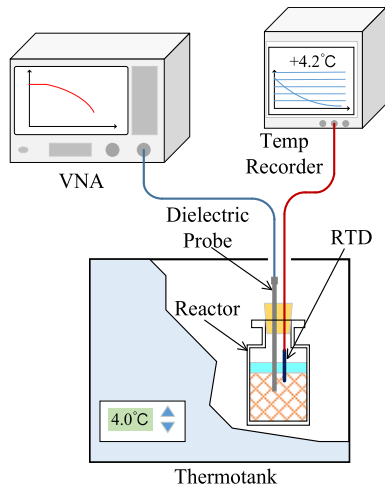 +4.2°C
VNA
Temp
Recorder
Dielectric
Probe
RTD
Reactor
4.0°C
Thermotank